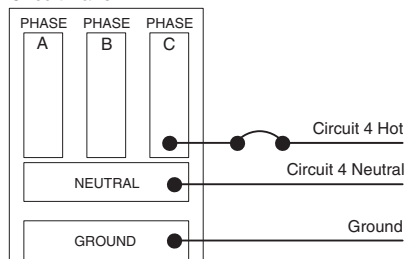 PHASE PHASE PHASE
A B C
Circuit 4 Hot
Circuit 4 Neutral
NEUTRAL
Ground
GROUND